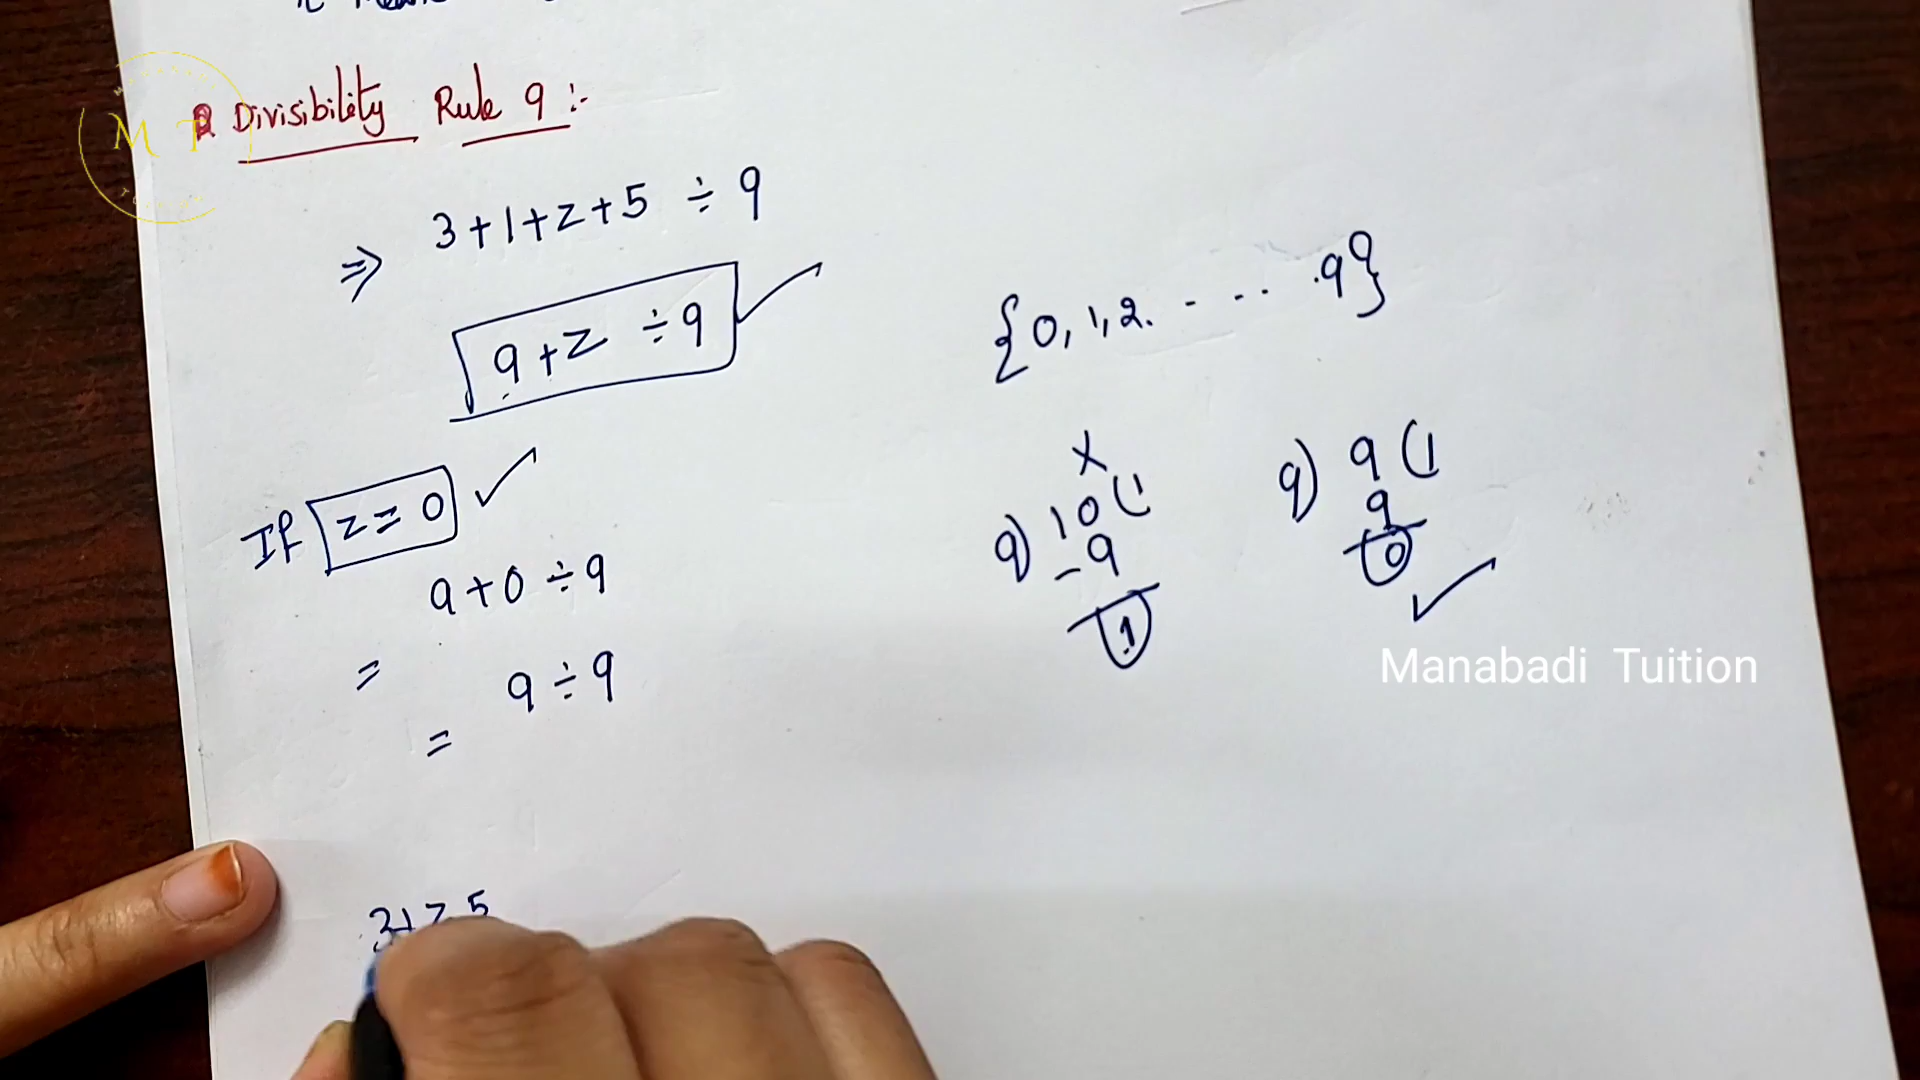 Divisibility Rule 9 :-
⇒ 3+1+z+5 ÷ 9
9+z ÷9
If z=0 ✓
9+0 ÷9
= 9÷9
=
31z5
{0,1,2. - - - .9}
X
9) 10 (1
-9
1
9) 9 (1
9
0
✓
Manabadi Tuition
M T